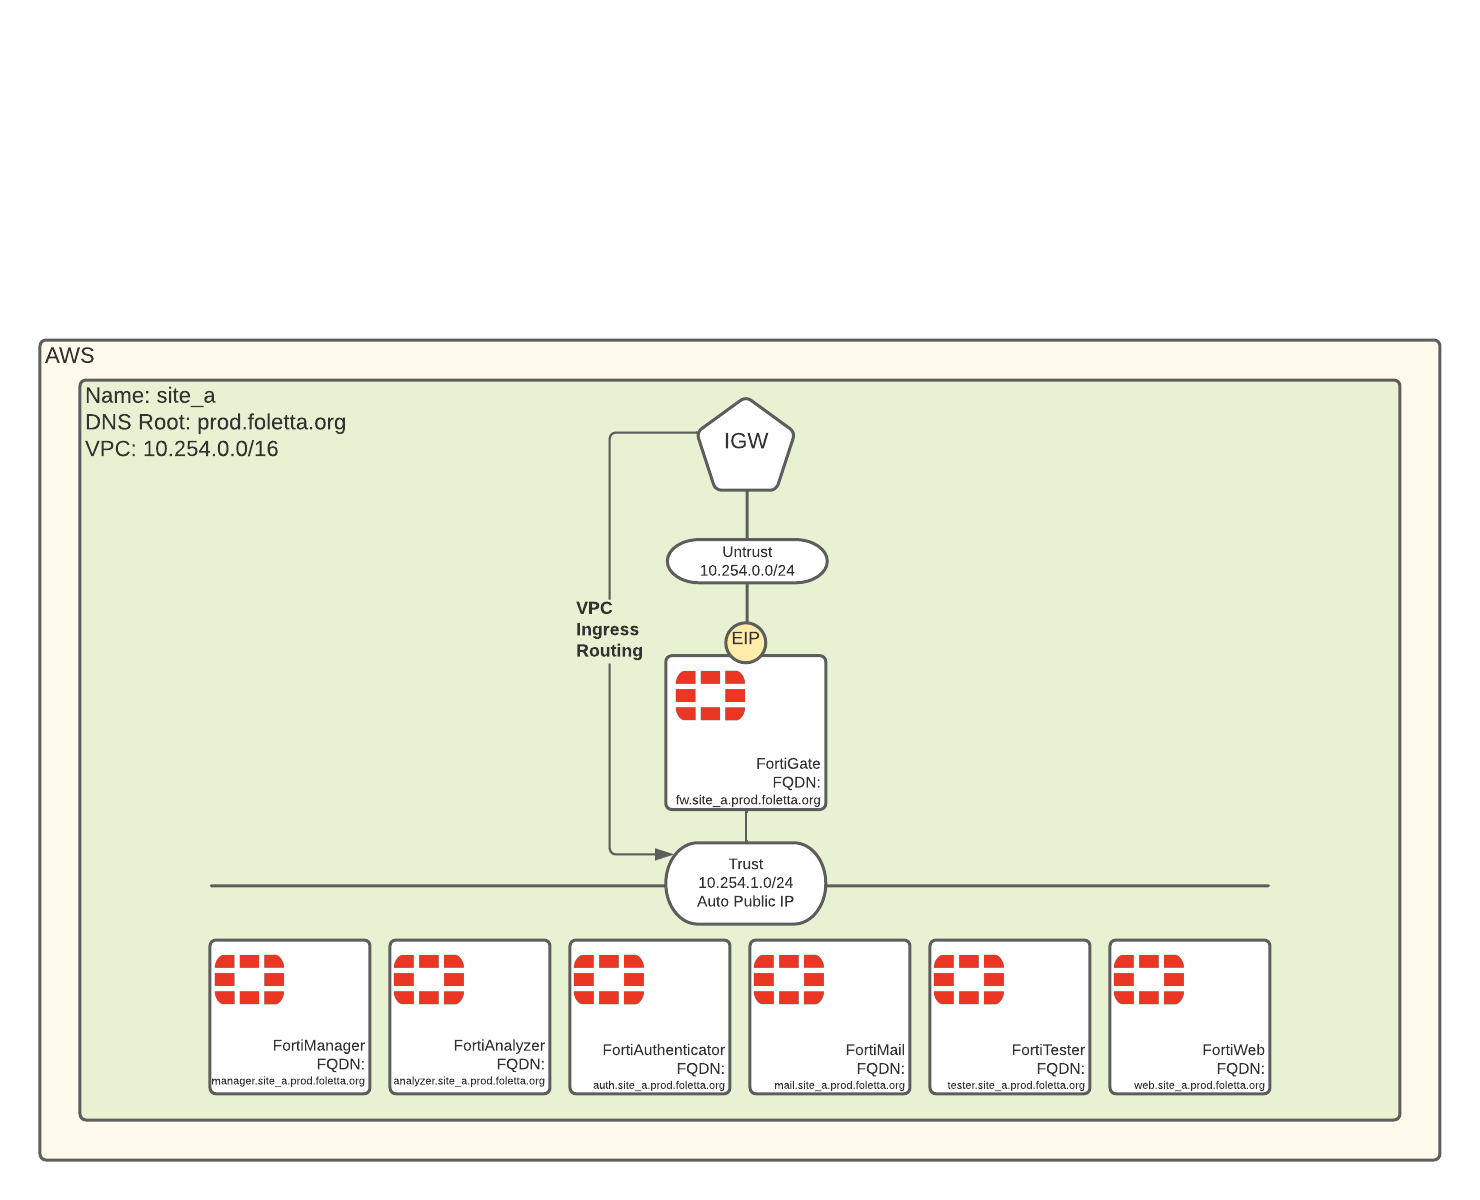 AWS
Name: site_a
DNS Root: prod.foletta.org
VPC: 10.254.0.0/16
IGW
Untrust
10.254.0.0/24
VPC
Ingress
Routing
EIP
FortiGate
FQDN:
fw.site_a.prod.foletta.org
Trust
10.254.1.0/24
Auto Public IP
FortiManager
FQDN:
manager.site_a.prod.foletta.org
FortiAnalyzer
FQDN:
analyzer.site_a.prod.foletta.org
FortiAuthenticator
FQDN:
auth.site_a.prod.foletta.org
FortiMail
FQDN:
mail.site_a.prod.foletta.org
FortiTester
FQDN:
tester.site_a.prod.foletta.org
FortiWeb
FQDN:
web.site_a.prod.foletta.org